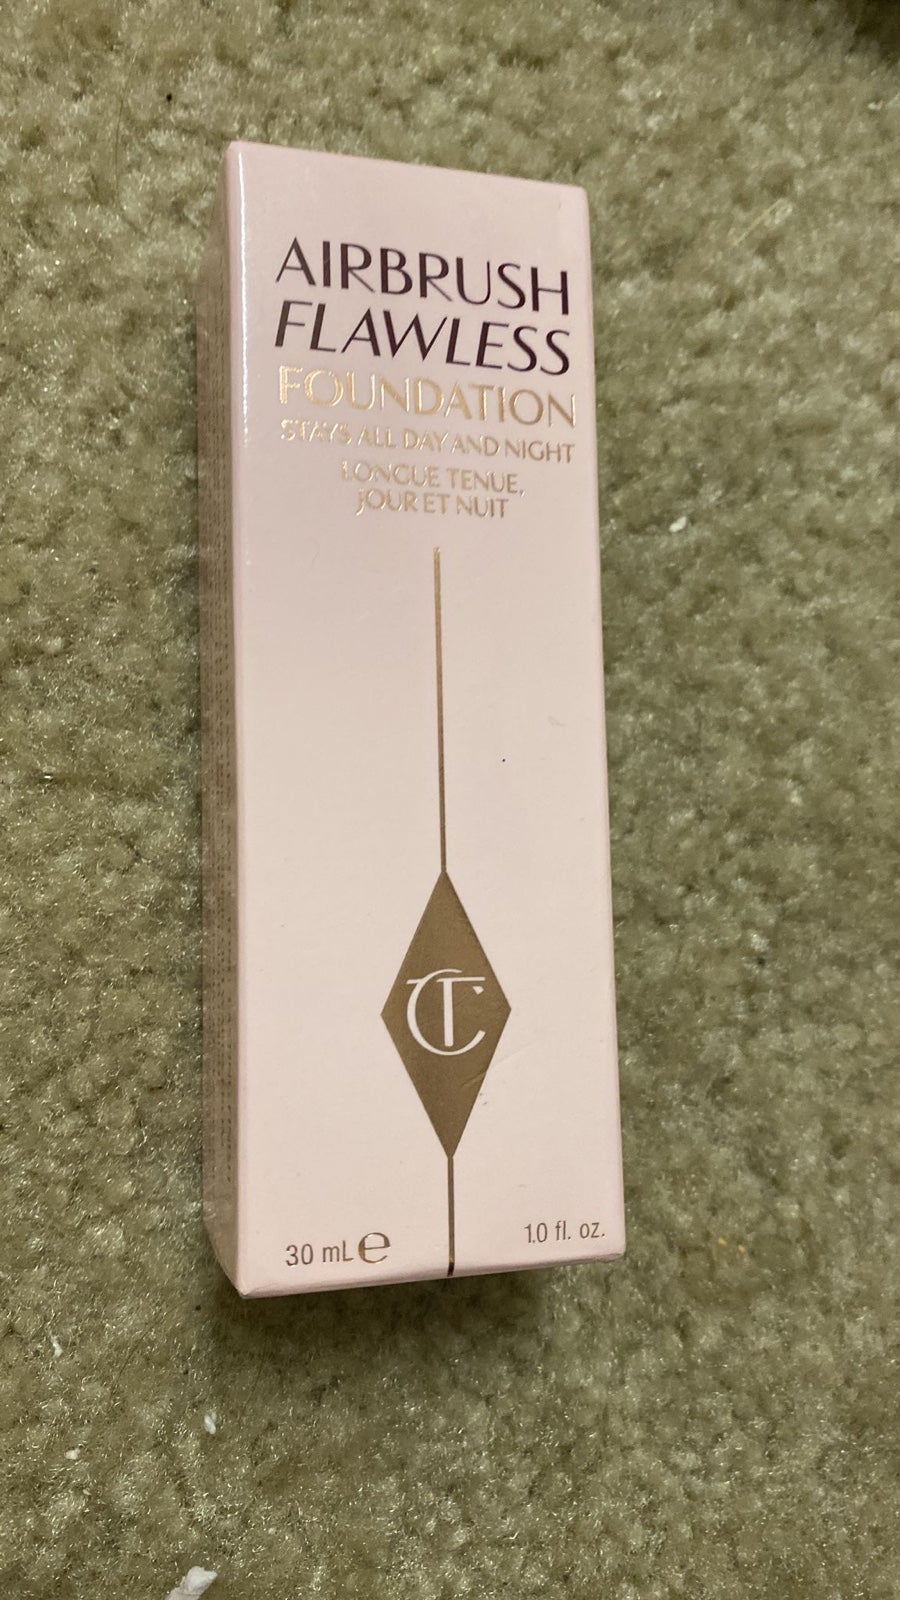 AIRBRUSH
FLAWLESS
FOUNDATION
STAYS ALL DAY AND NIGHT
LONGUE TENUE,
JOUR ET NUIT
CT
30 mL e
1.0 fl. oz.